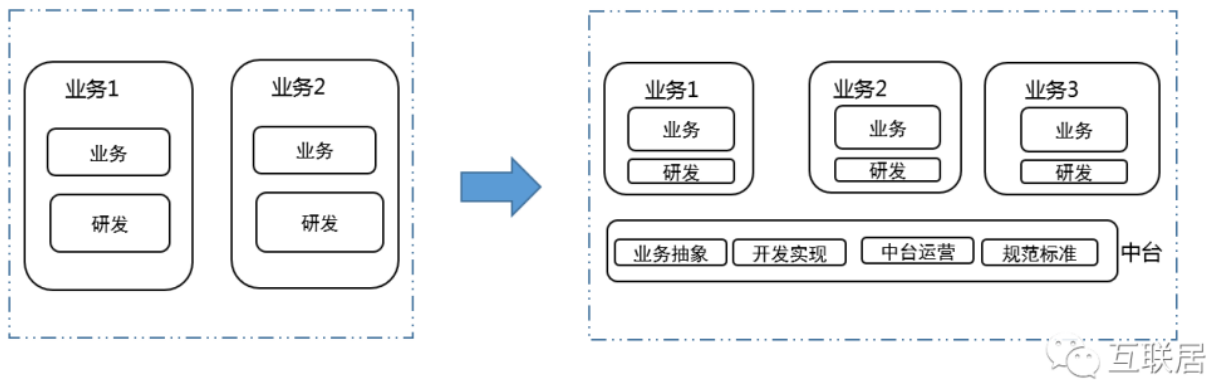 业务1
业务
研发
业务2
业务
研发
业务1
业务
研发
业务2
业务
研发
业务3
业务
研发
业务抽象
开发实现
中台运营
规范标准
中台
互联居